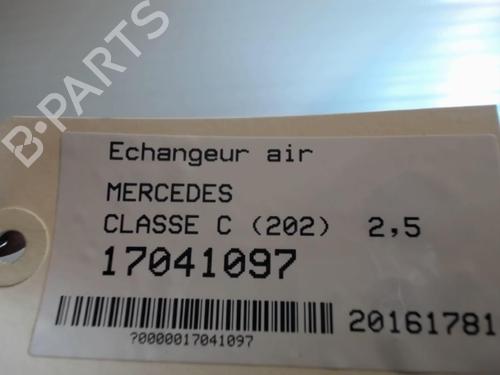 B-PARTS
Echangeur air
MERCEDES
CLASSE C (202) 2,5
17041097
20161781
?0000017041097